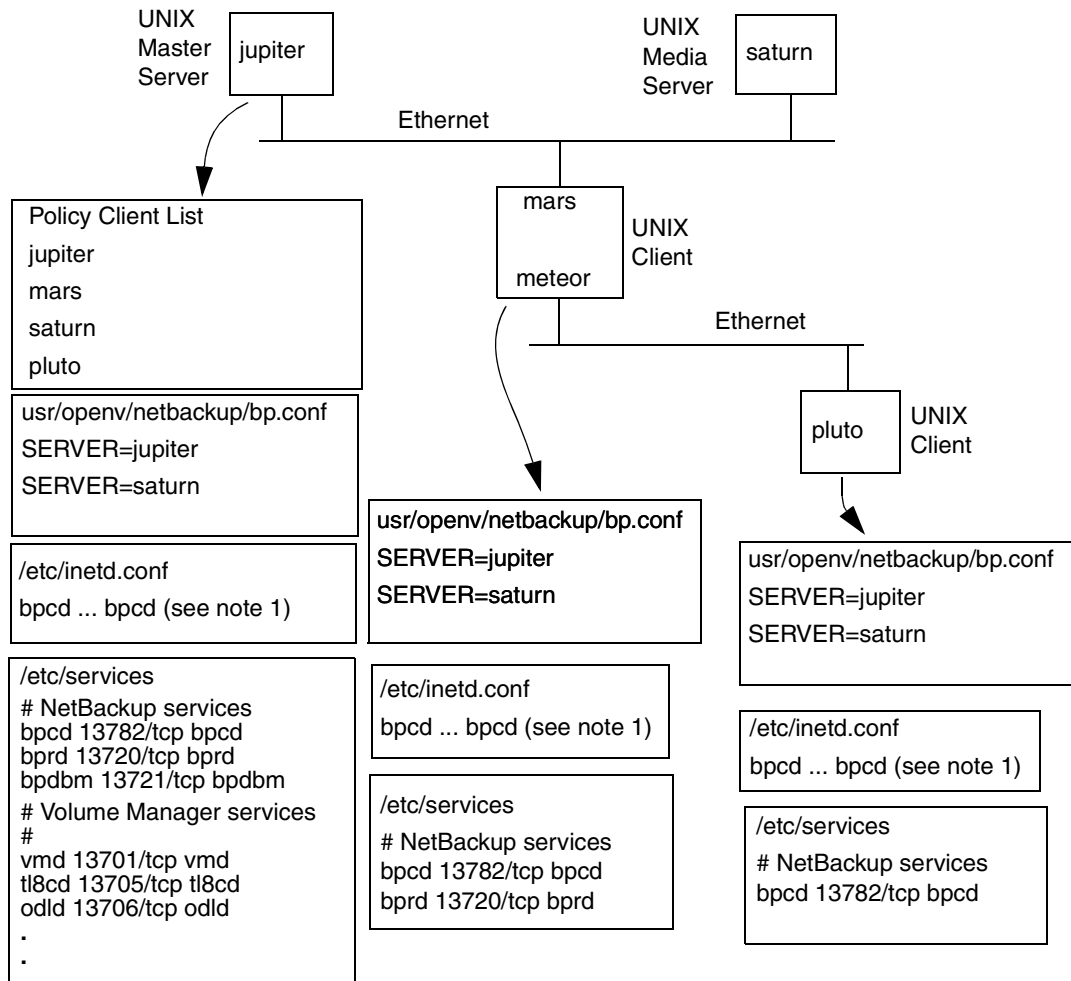 UNIX
Master
Server
jupiter
UNIX
Media
Server
saturn
Ethernet
mars
meteor
UNIX
Client
Ethernet
pluto
UNIX
Client
Policy Client List
jupiter
mars
saturn
pluto
usr/openv/netbackup/bp.conf
SERVER=jupiter
SERVER=saturn
/etc/inetd.conf
bpcd ... bpcd (see note 1)
/etc/services
# NetBackup services
bpcd 13782/tcp bpcd
bprd 13720/tcp bprd
bpdbm 13721/tcp bpdbm
# Volume Manager services
#
vmd 13701/tcp vmd
tl8cd 13705/tcp tl8cd
odld 13706/tcp odld
.
.
usr/openv/netbackup/bp.conf
SERVER=jupiter
SERVER=saturn
/etc/inetd.conf
bpcd ... bpcd (see note 1)
/etc/services
# NetBackup services
bpcd 13782/tcp bpcd
bprd 13720/tcp bprd
usr/openv/netbackup/bp.conf
SERVER=jupiter
SERVER=saturn
/etc/inetd.conf
bpcd ... bpcd (see note 1)
/etc/services
# NetBackup services
bpcd 13782/tcp bpcd